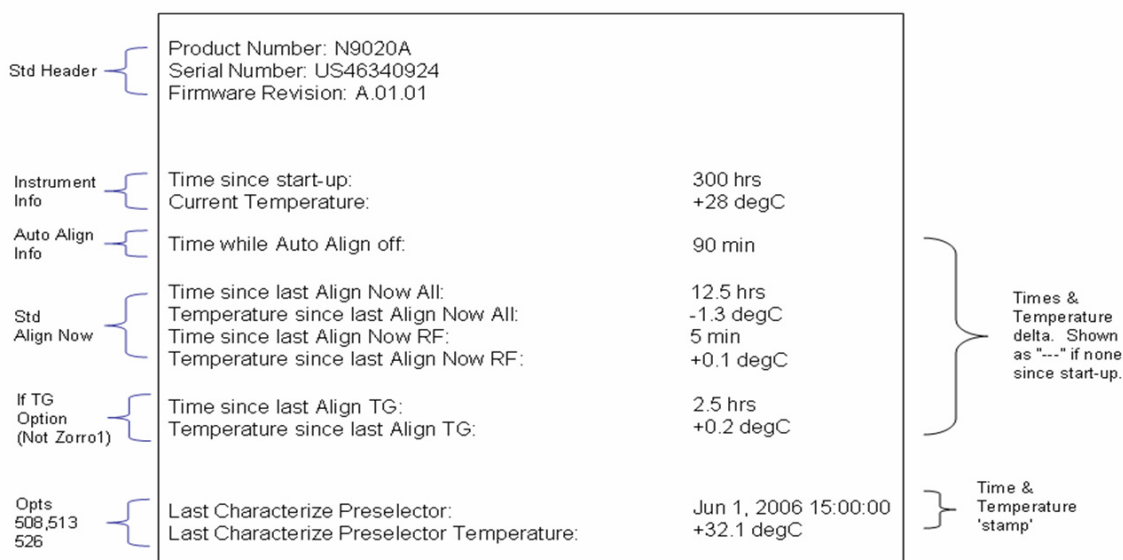 Std Header
Product Number: N9020A
Serial Number: US46340924
Firmware Revision: A.01.01
Instrument
Info
Time since start-up: 300 hrs
Current Temperature: +28 degC
Auto Align
Info
Time while Auto Align off: 90 min
Std
Align Now
Time since last Align Now All: 12.5 hrs
Temperature since last Align Now All: -1.3 degC
Time since last Align Now RF: 5 min
Temperature since last Align Now RF: +0.1 degC
Times &
Temperature
delta. Shown
as "---" if none
since start-up.
If TG
Option
(Not Zorro1)
Time since last Align TG: 2.5 hrs
Temperature since last Align TG: +0.2 degC
Opts
508,513
526
Last Characterize Preselector: Jun 1, 2006 15:00:00
Last Characterize Preselector Temperature: +32.1 degC
Time &
Temperature
'stamp'